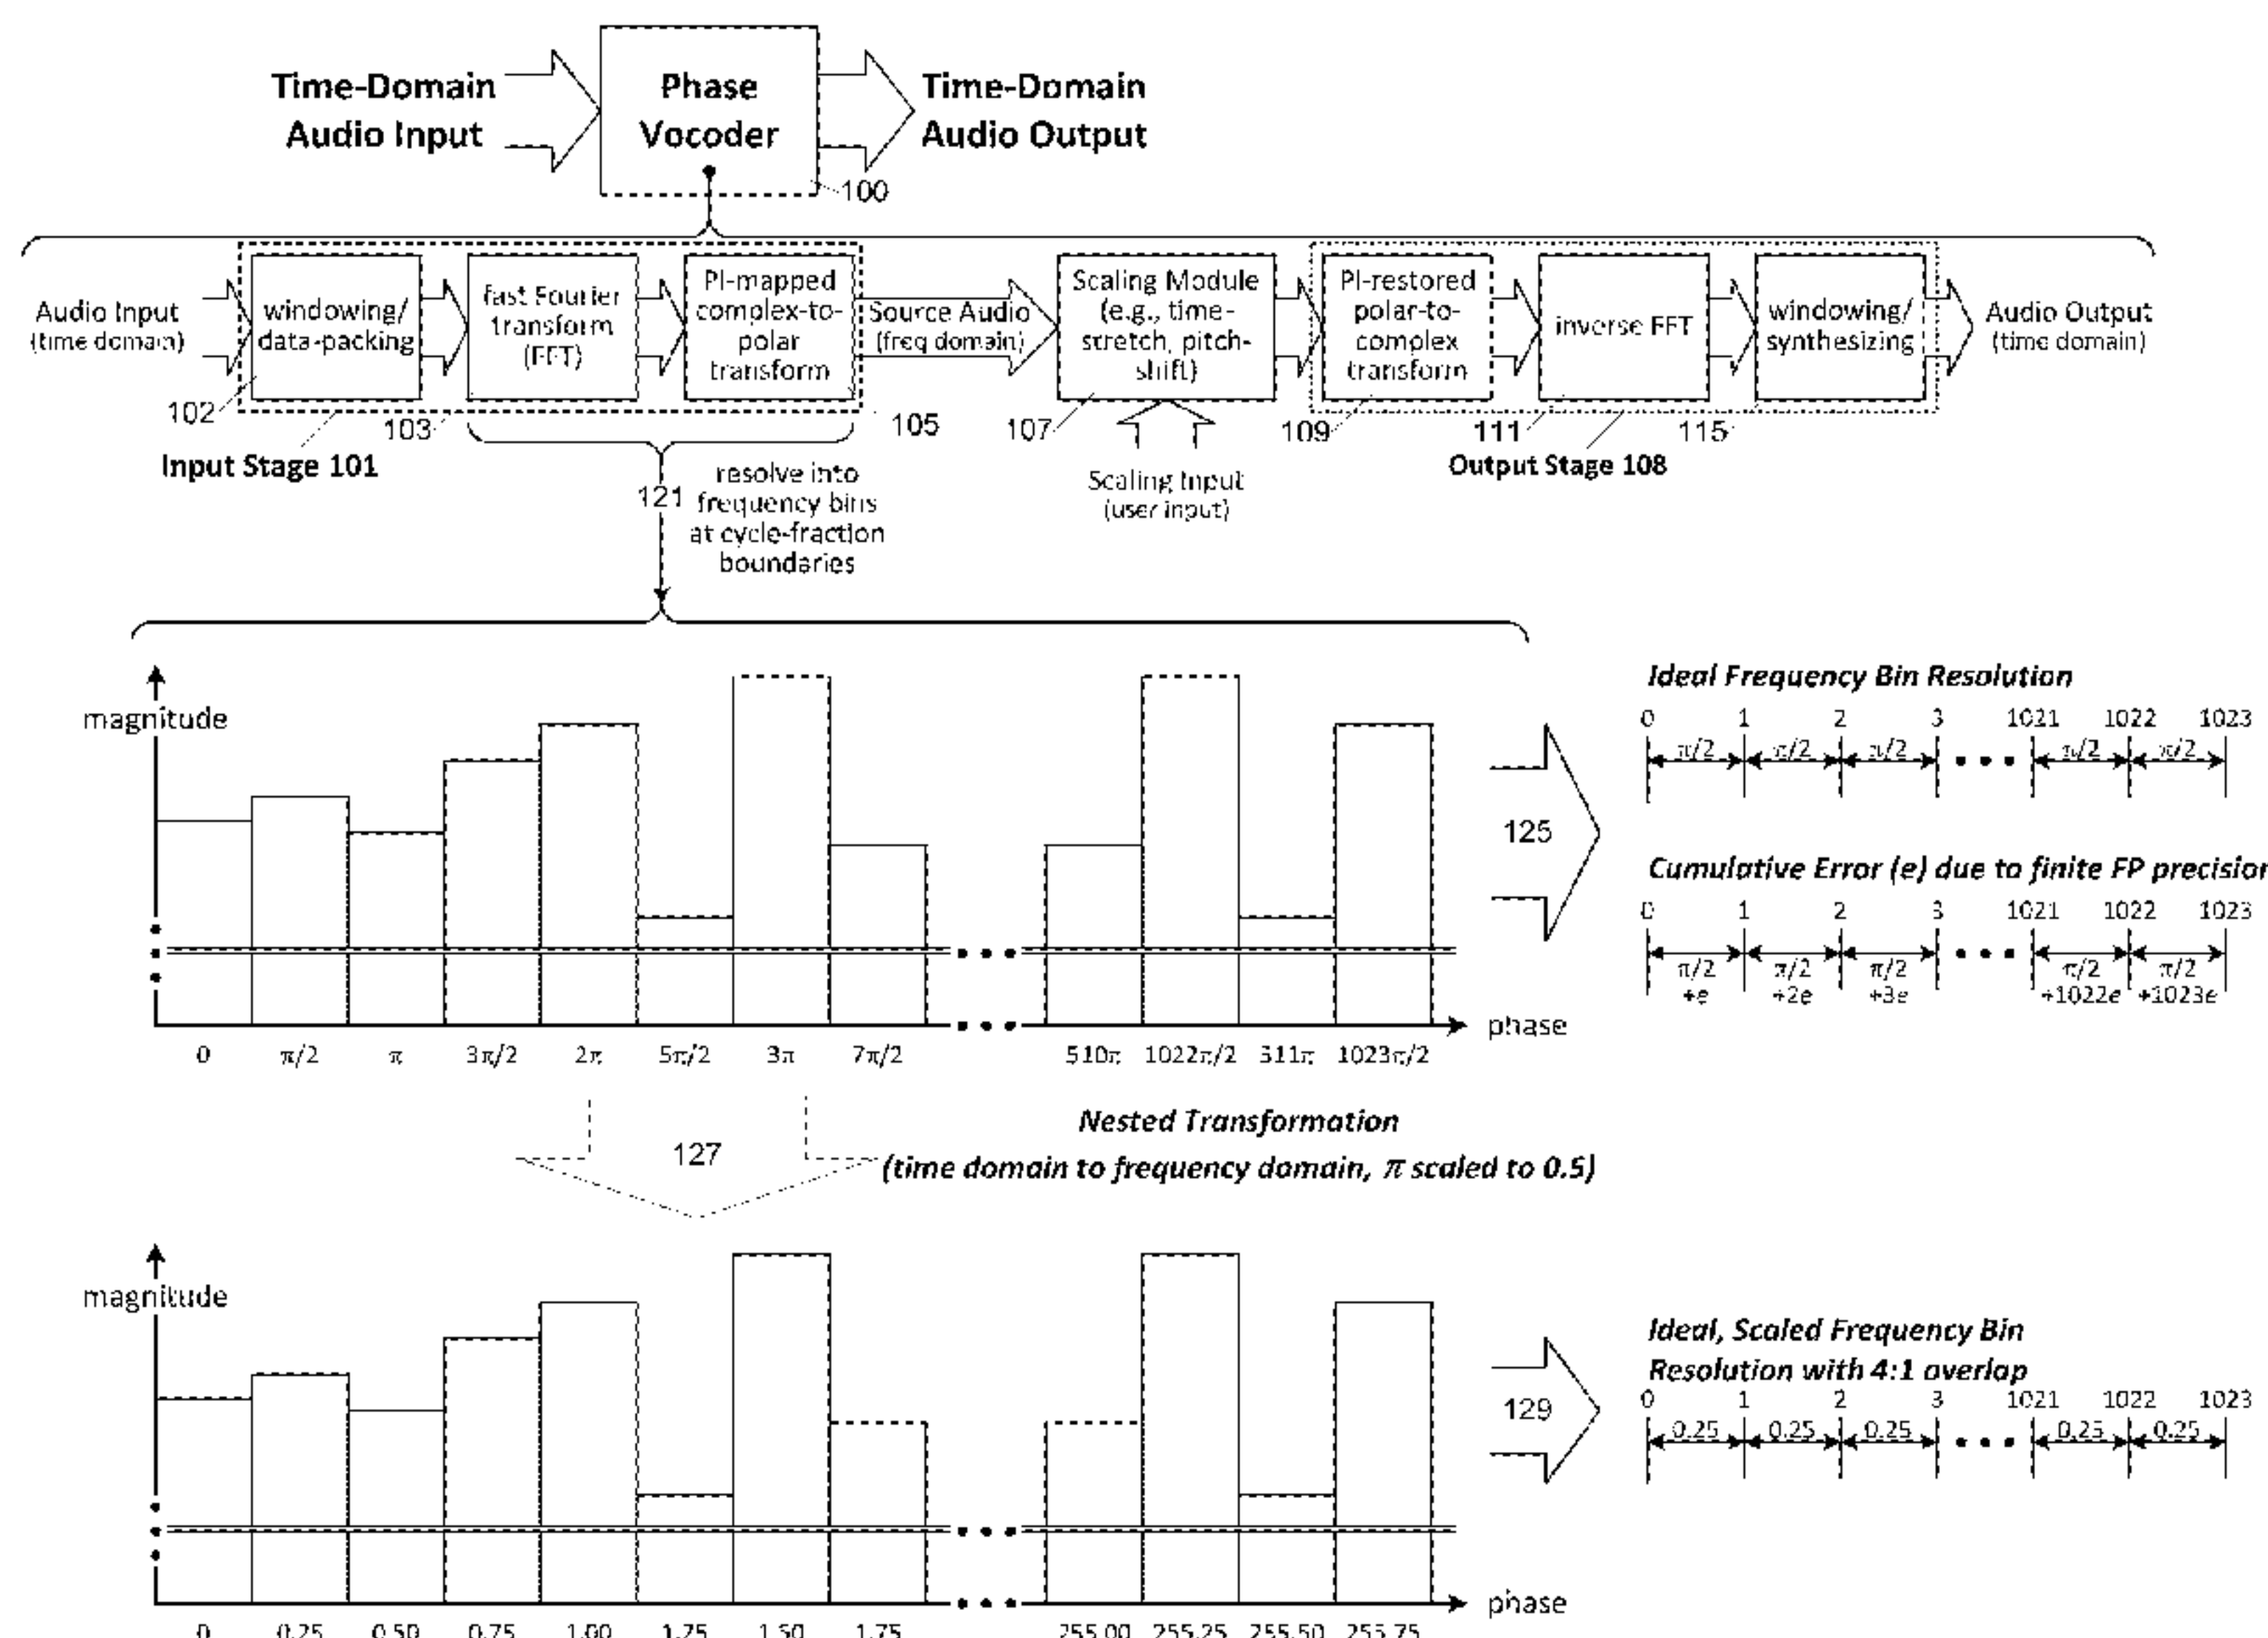 Time-Domain
Audio Input
Phase
Vocoder
Time-Domain
Audio Output
100
Audio Input
(time domain)
windowing/
data-packing
fast Fourier
transform
(FFT)
PI-mapped
complex-to-
polar
transform
Source Audio
(freq domain)
Scaling Module
(e.g., time-
stretch, pitch-
shift)
PI-restored
polar-to-
complex
transform
inverse FFT
windowing/
synthesizing
Audio Output
(time domain)
102
103
105
107
109
111
115
Input Stage 101
Output Stage 108
121
resolve into
frequency bins
at cycle-fraction
boundaries
Scaling Input
(user input)
magnitude
0 π/2 π 3π/2 2π 5π/2 3π 7π/2 510π 1022π/2 311π 1023π/2
phase
125
Ideal Frequency Bin Resolution
0 1 2 3 1021 1022 1023
π/2 π/2 π/2 π/2 π/2
Cumulative Error (e) due to finite FP precision
0 1 2 3 1021 1022 1023
π/2 π/2 π/2 π/2 π/2
+e +2e +3e +1022e +1023e
127
Nested Transformation
(time domain to frequency domain, π scaled to 0.5)
magnitude
0 0.25 0.50 0.75 1.00 1.25 1.50 1.75 255.00 255.25 255.50 255.75
phase
129
Ideal, Scaled Frequency Bin
Resolution with 4:1 overlap
0 1 2 3 1021 1022 1023
0.25 0.25 0.25 0.25 0.25